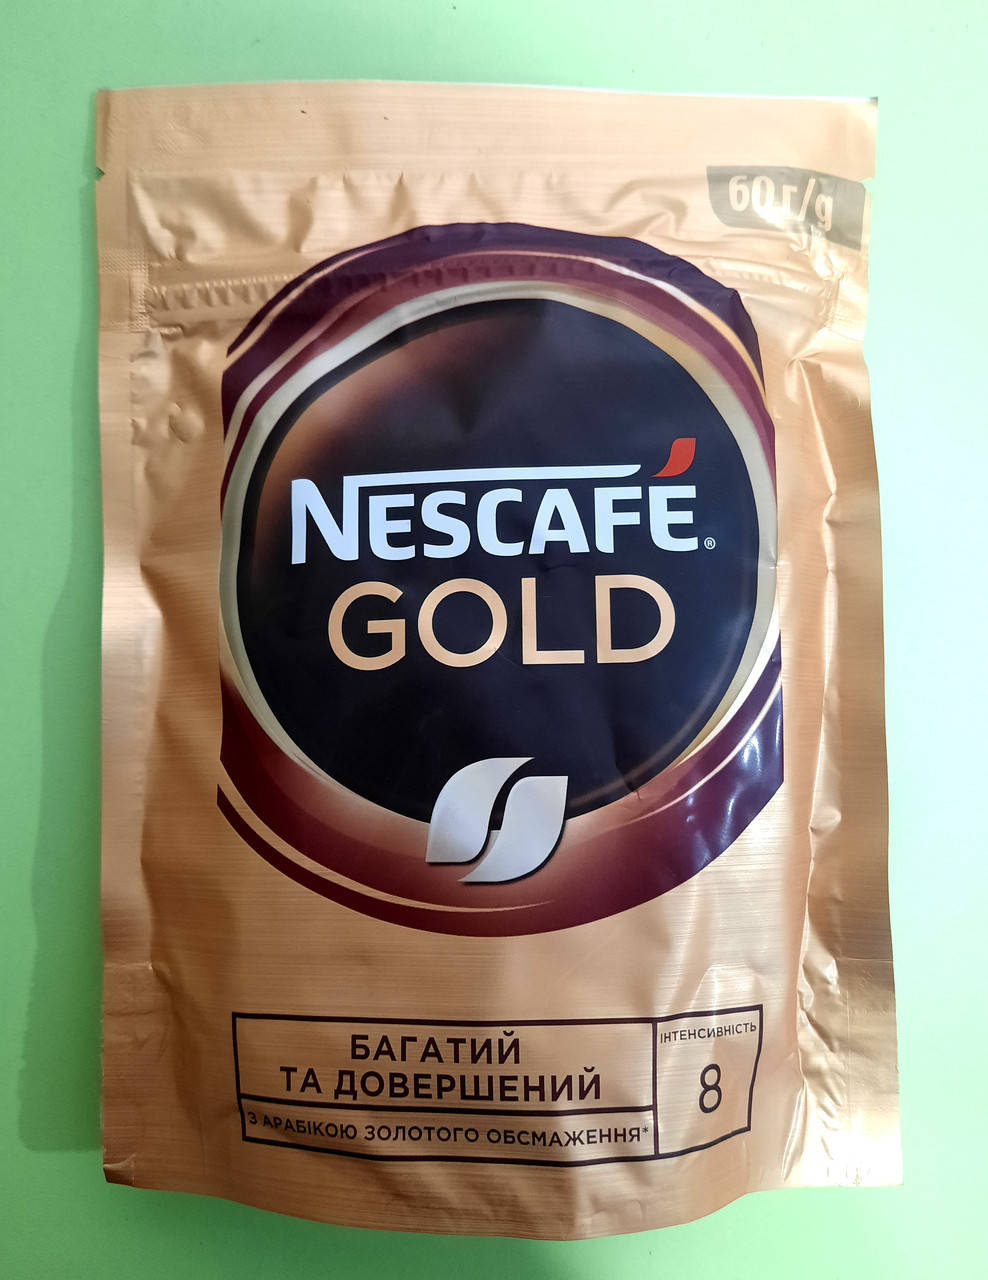 60 г/g
NESCAFÉ®
GOLD
БАГАТИЙ
ТА ДОВЕРШЕНИЙ
З АРАБІКОЮ ЗОЛОТОГО ОБСМАЖЕННЯ*
ІНТЕНСИВНІСТЬ
8